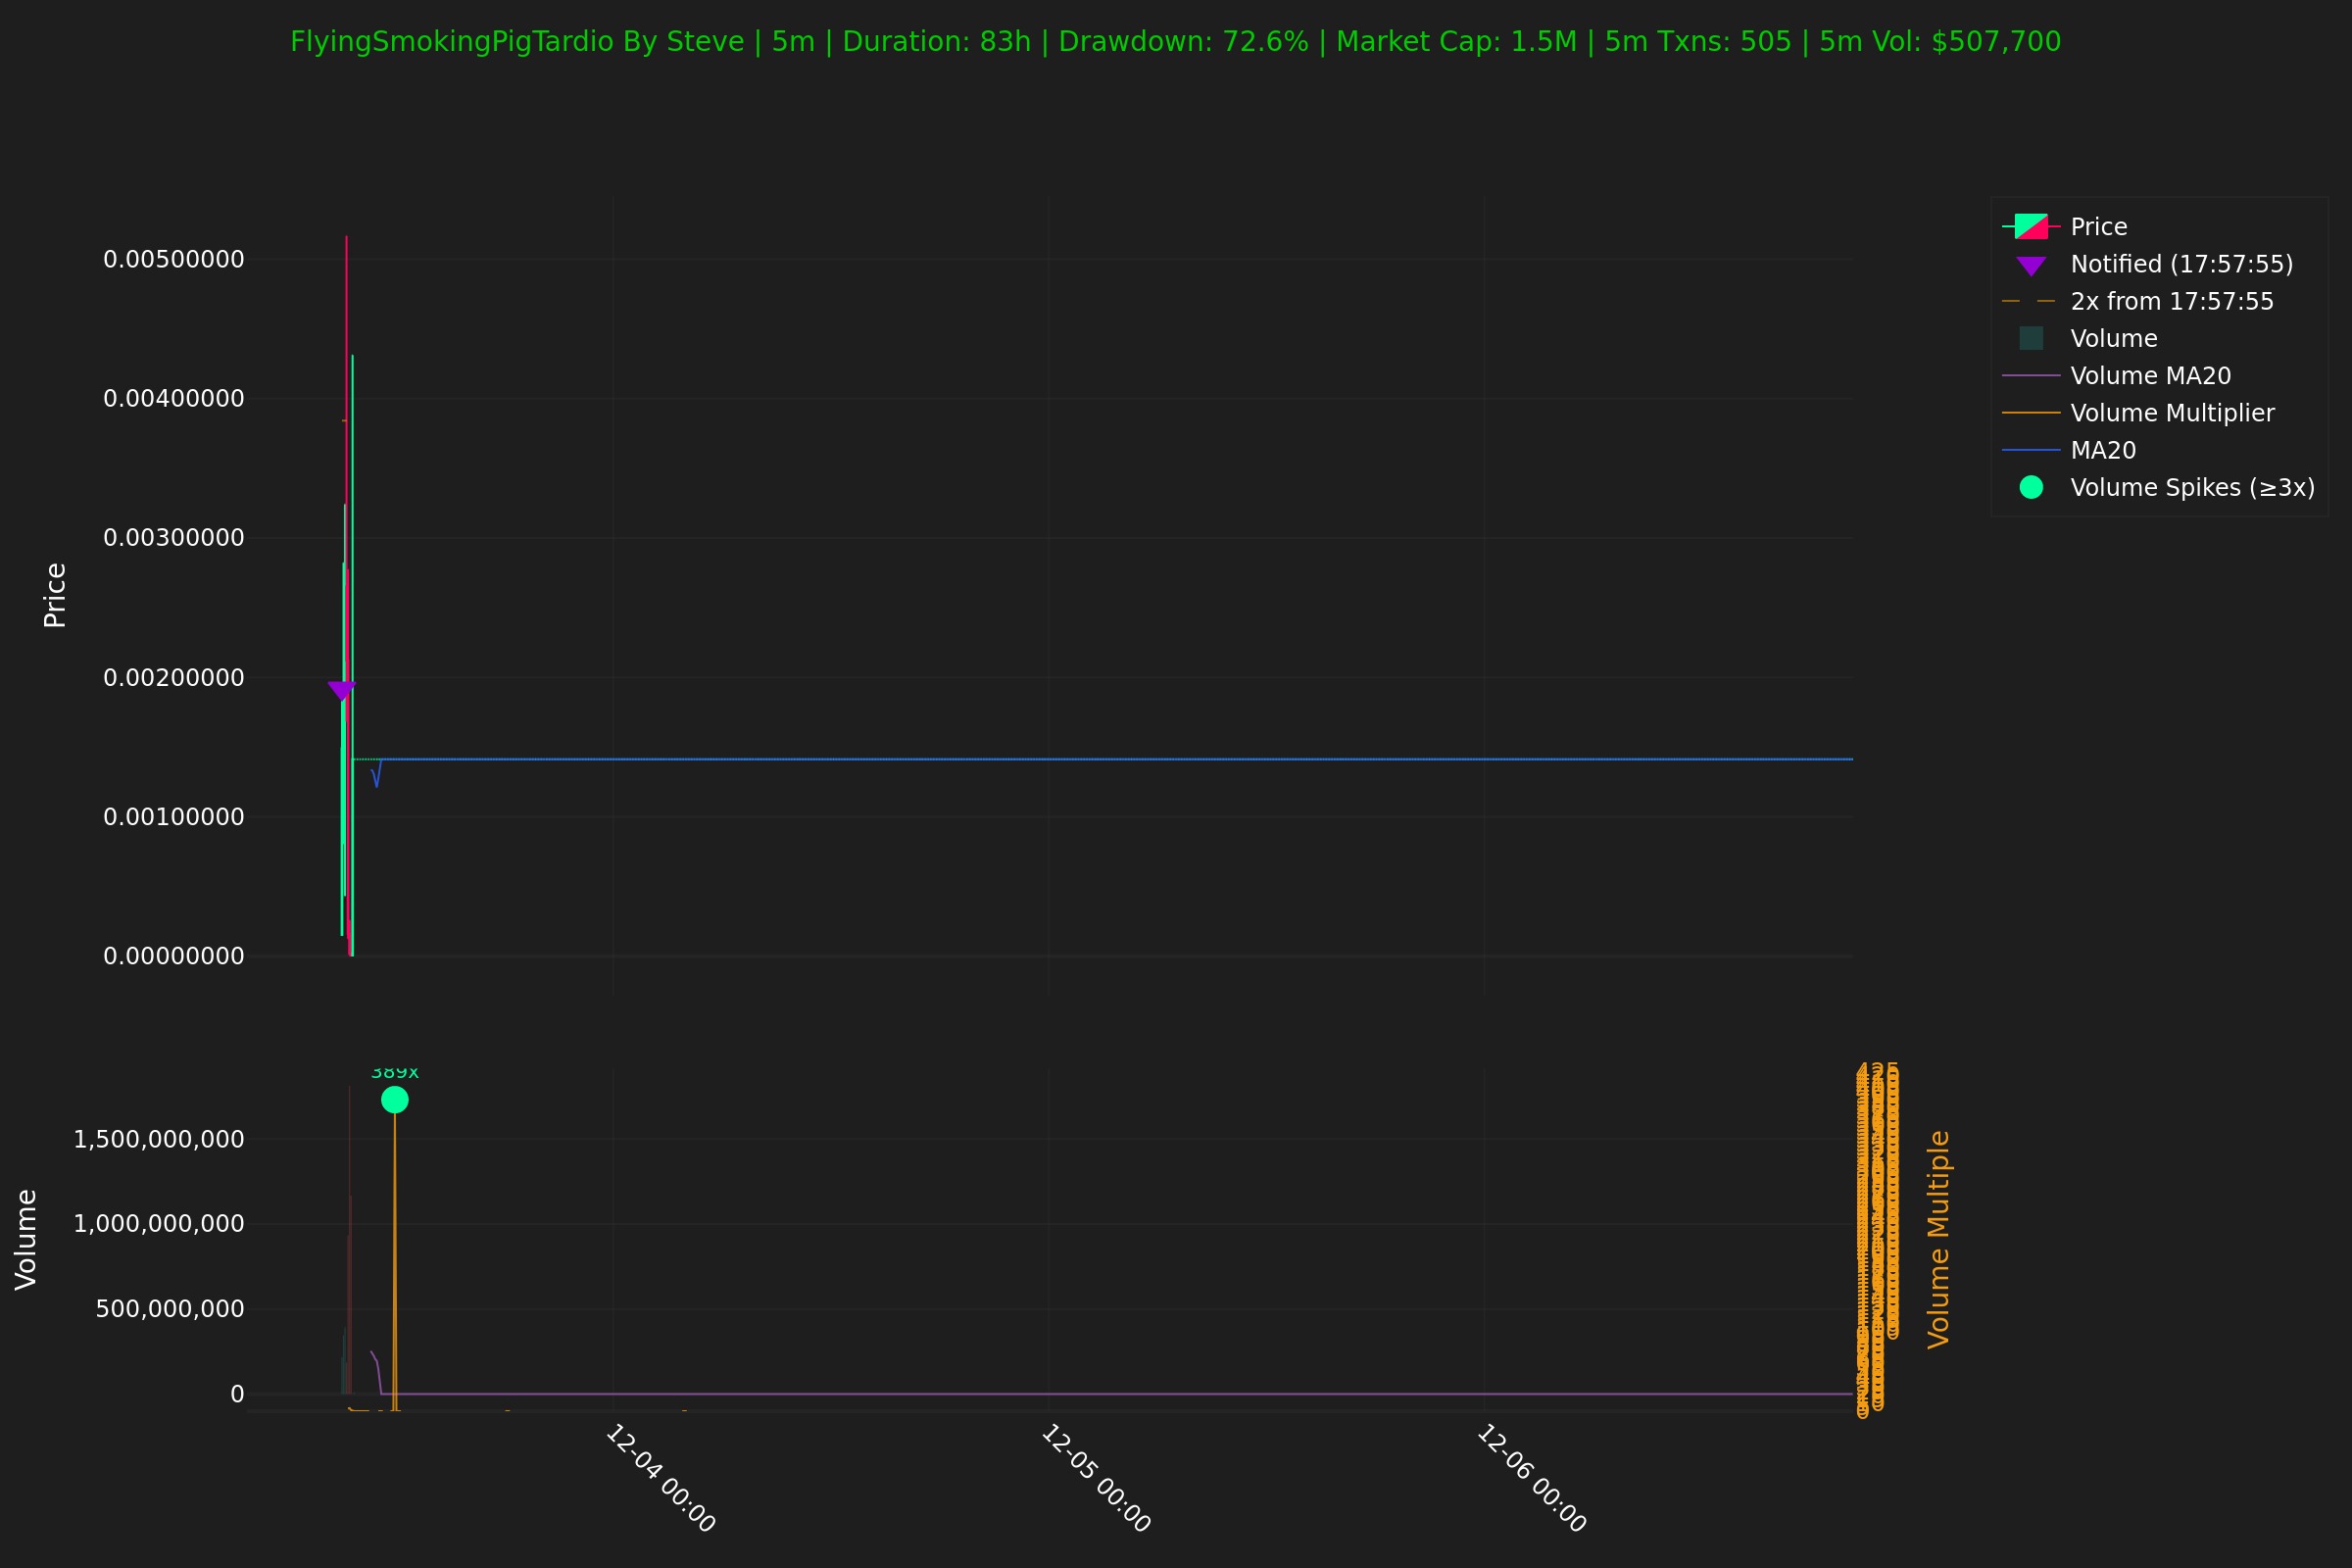 FlyingSmokingPigTardio By Steve | 5m | Duration: 83h | Drawdown: 72.6% | Market Cap: 1.5M | 5m Txns: 505 | 5m Vol: $507,700
Price
0.00500000
0.00400000
0.00300000
0.00200000
0.00100000
0.00000000
Price
Notified (17:57:55)
2x from 17:57:55
Volume
Volume MA20
Volume Multiplier
MA20
Volume Spikes (≥3x)
389x
Volume
1,500,000,000
1,000,000,000
500,000,000
0
Volume Multiple
12-04 00:00
12-05 00:00
12-06 00:00